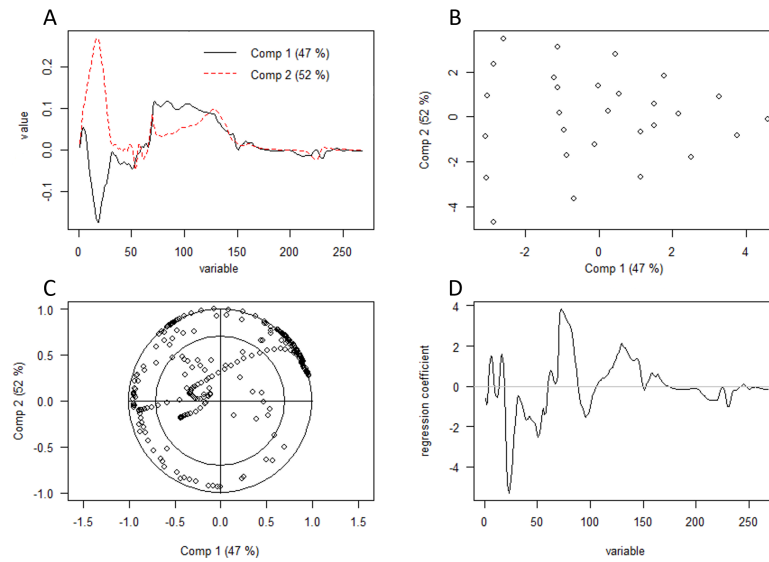 A
Comp 1 (47 %)
Comp 2 (52 %)
value
0.2
0.1
0.0
-0.1
0 50 100 150 200 250
variable
B
Comp 2 (52 %)
2
0
-2
-4
-2 0 2 4
Comp 1 (47 %)
C
Comp 2 (52 %)
1.0
0.5
0.0
-0.5
-1.0
-1.5 -1.0 -0.5 0.0 0.5 1.0 1.5
Comp 1 (47 %)
D
regression coefficient
4
2
0
-2
-4
0 50 100 150 200 250
variable